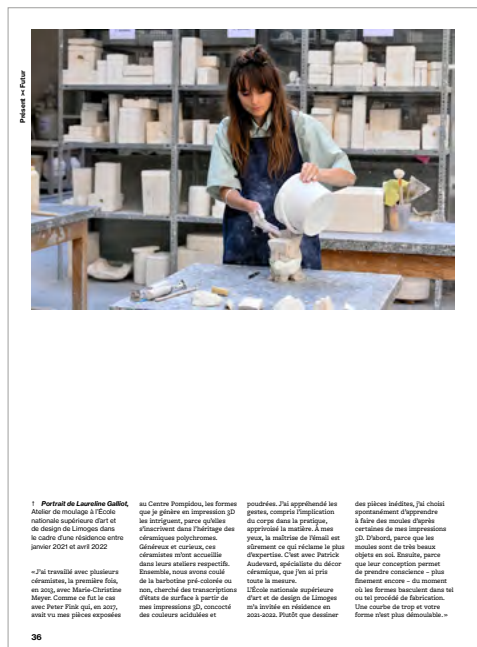 Présent >< Futur
1 Portrait de Laureline Galliot,
Atelier de moulage à l'École
nationale supérieure d'art et
de design de Limoges dans
le cadre d'une résidence entre
janvier 2021 et avril 2022
«J'ai travaillé avec plusieurs
céramistes, la première fois,
en 2013, avec Marie-Christine
Meyer. Comme ce fut le cas
avec Peter Fink qui, en 2017,
avait vu mes pièces exposées
au Centre Pompidou, les formes
que je génère en impression 3D
les intriguent, parce qu'elles
s'inscrivent dans l'héritage des
céramiques polychromes.
Généreux et curieux, ces
céramistes m'ont accueillie
dans leurs ateliers respectifs.
Ensemble, nous avons coulé
de la barbotine pré-colorée ou
non, cherché des transcriptions
d'états de surface à partir de
mes impressions 3D, concocté
des couleurs acidulées et
poudrées. J'ai appréhendé les
gestes, compris l'implication
du corps dans la pratique,
apprivoisé la matière. À mes
yeux, la maîtrise de l'émail est
sûrement ce qui réclame le plus
d'expertise. C'est avec Patrick
Audevard, spécialiste du décor
céramique, que j'en ai pris
toute la mesure.
L'École nationale supérieure
d'art et de design de Limoges
m'a invitée en résidence en
2021-2022. Plutôt que dessiner
des pièces inédites, j'ai choisi
spontanément d'apprendre
à faire des moules d'après
certaines de mes impressions
3D. D'abord, parce que les
moules sont de très beaux
objets en soi. Ensuite, parce
que leur conception permet
de prendre conscience – plus
finement encore – du moment
où les formes basculent dans tel
ou tel procédé de fabrication.
Une courbe de trop et votre
forme n'est plus démoulable.»
36